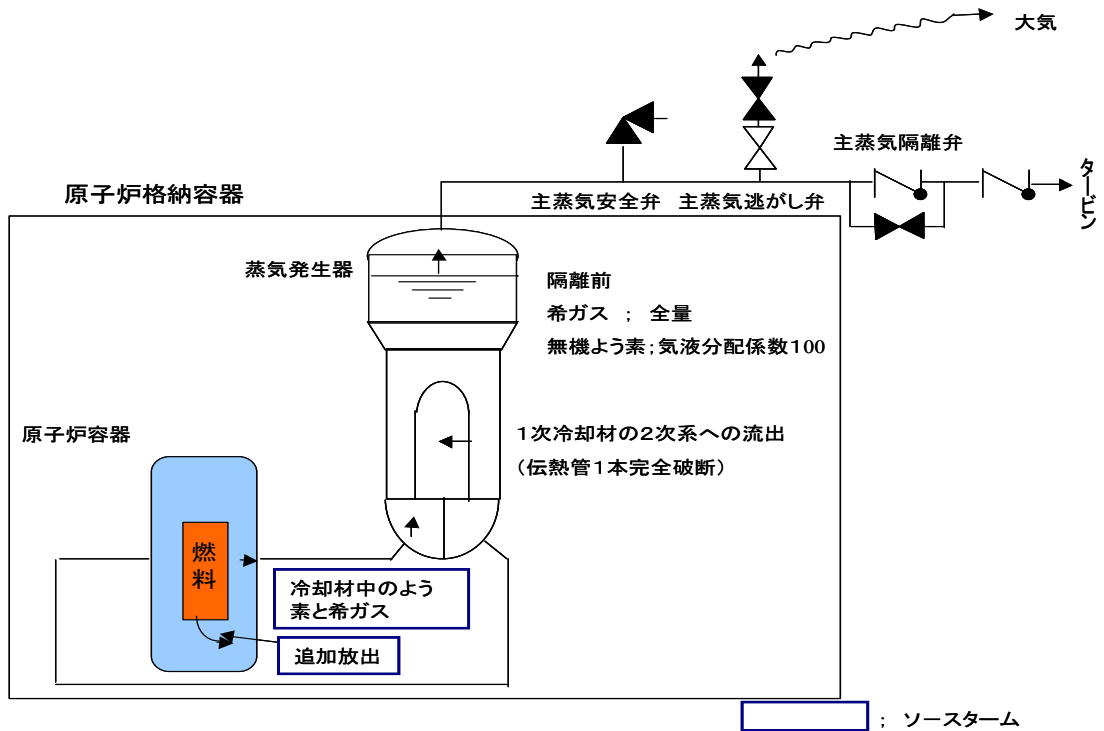 大気
主蒸気隔離弁
タービン
原子炉格納容器
主蒸気安全弁
主蒸気逃がし弁
蒸気発生器
隔離前
希ガス ; 全量
無機よう素;気液分配係数100
原子炉容器
1次冷却材の2次系への流出
(伝熱管1本完全破断)
燃
料
冷却材中のよう
素と希ガス
追加放出
; ソースターム